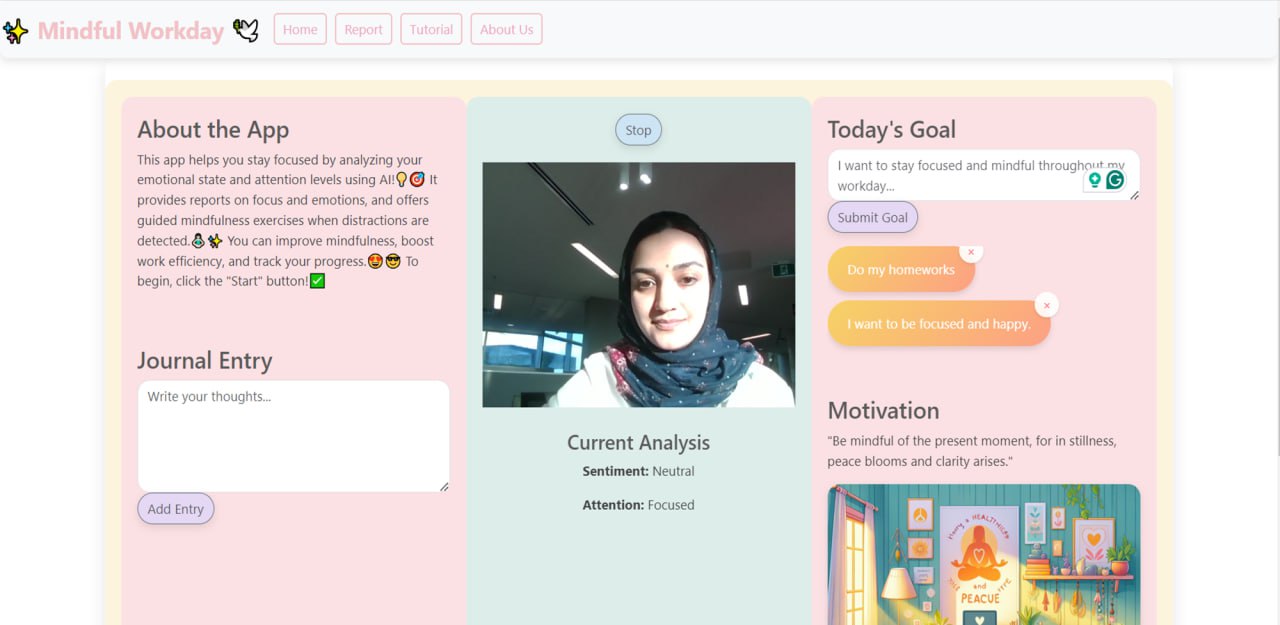 ✨ Mindful Workday 🕊️ Home Report Tutorial About Us
About the App
This app helps you stay focused by analyzing your
emotional state and attention levels using AI!💡🎯 It
provides reports on focus and emotions, and offers
guided mindfulness exercises when distractions are
detected.🧘✨ You can improve mindfulness, boost
work efficiency, and track your progress.🤩😎 To
begin, click the "Start" button!✅
Journal Entry
Write your thoughts...
Add Entry
Stop
Current Analysis
Sentiment: Neutral
Attention: Focused
Today's Goal
I want to stay focused and mindful throughout my
workday...
Submit Goal
Do my homeworks
×
I want to be focused and happy.
×
Motivation
"Be mindful of the present moment, for in stillness,
peace blooms and clarity arises."
and
PEACUE